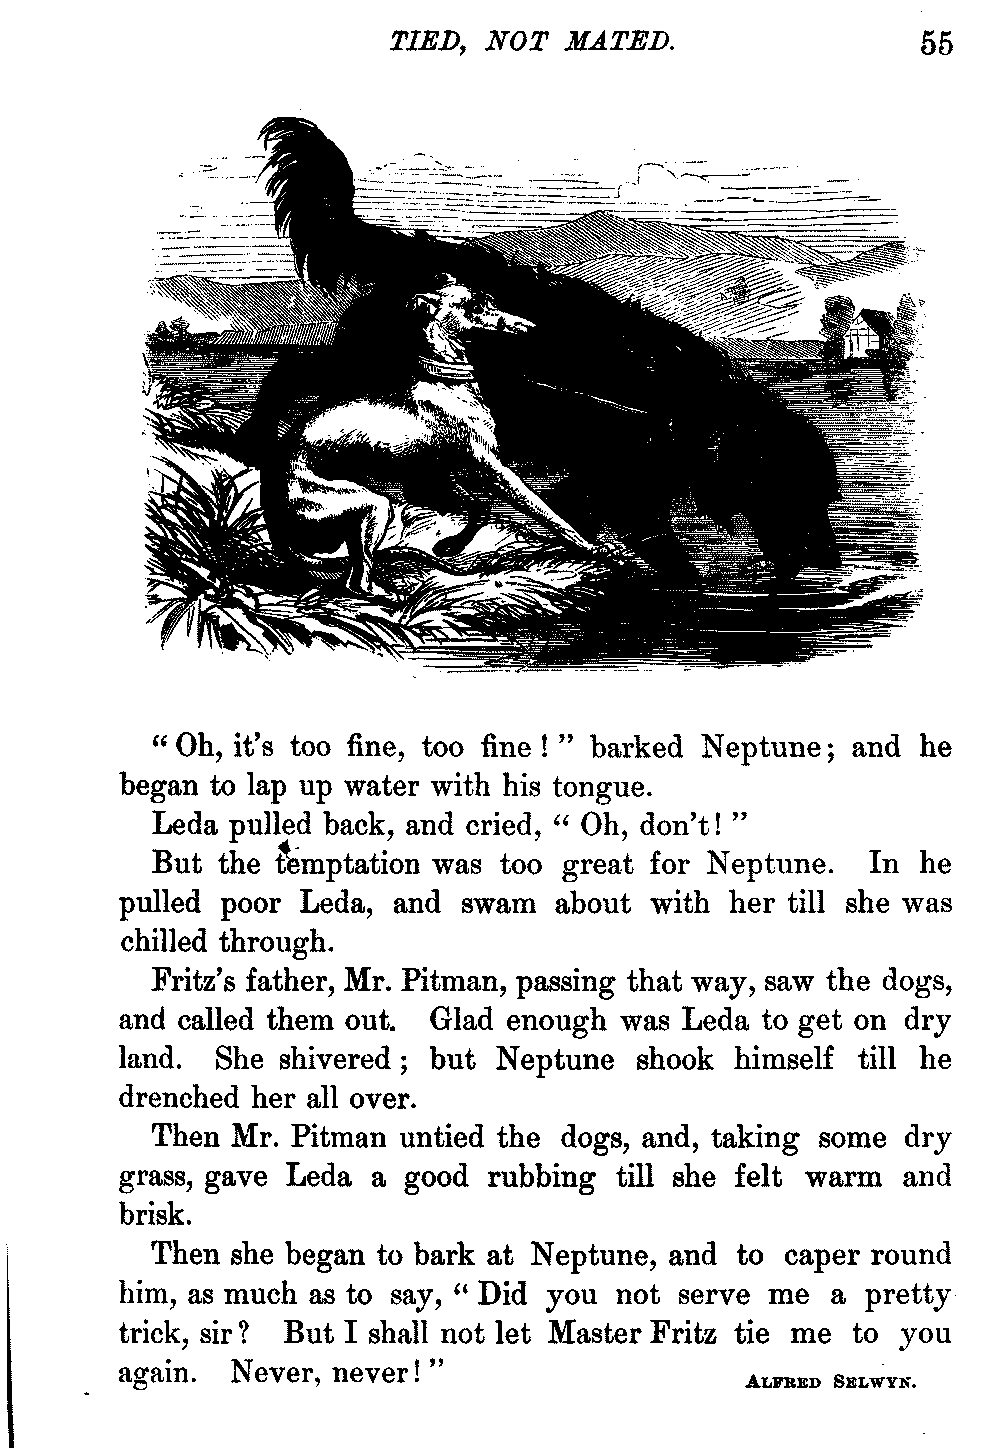 TIED, NOT MATED. 55
“Oh, it's too fine, too fine!” barked Neptune; and he
began to lap up water with his tongue.
Leda pulled back, and cried, “Oh, don't!”
But the temptation was too great for Neptune. In he
pulled poor Leda, and swam about with her till she was
chilled through.
Fritz's father, Mr. Pitman, passing that way, saw the dogs,
and called them out. Glad enough was Leda to get on dry
land. She shivered; but Neptune shook himself till he
drenched her all over.
Then Mr. Pitman untied the dogs, and, taking some dry
grass, gave Leda a good rubbing till she felt warm and
brisk.
Then she began to bark at Neptune, and to caper round
him, as much as to say, “Did you not serve me a pretty
trick, sir? But I shall not let Master Fritz tie me to you
again. Never, never!”
ALFRED SELWYN.